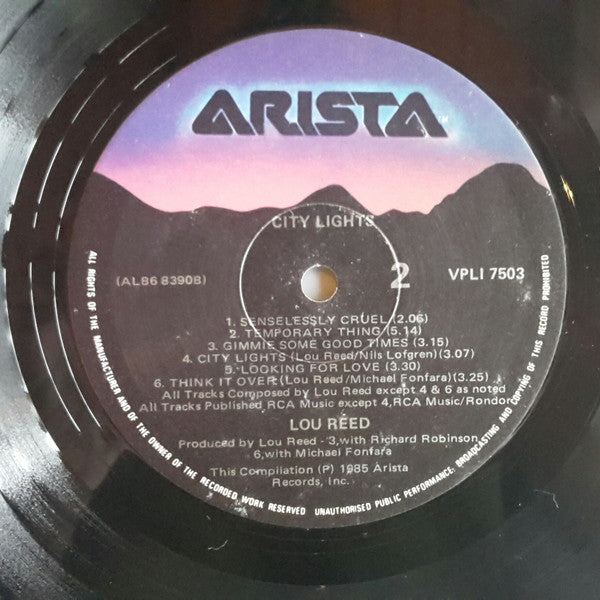 ARISTA
TM
CITY LIGHTS
(AL86 8390B)
2
VPLI 7503
1. SENSELESSLY CRUEL (2.06)
2. TEMPORARY THING (5.14)
3. GIMMIE SOME GOOD TIMES (3.15)
4. CITY LIGHTS (Lou Reed/Nils Lofgren)(3.07)
5. LOOKING FOR LOVE (3.30)
6. THINK IT OVER (Lou Reed/Michael Fonfara)(3.25)
All Tracks Composed by Lou Reed except 4 & 6 as noted
All Tracks Published RCA Music except 4,RCA Music/Rondor
LOU REED
Produced by Lou Reed - 3,with Richard Robinson
6,with Michael Fonfara
This Compilation (P) 1985 Arista
Records, Inc.
ALL RIGHTS OF THE MANUFACTURER AND OF THE OWNER OF THE RECORDED WORK RESERVED UNAUTHORISED PUBLIC PERFORMANCE, BROADCASTING AND COPYING OF THIS RECORD PROHIBITED